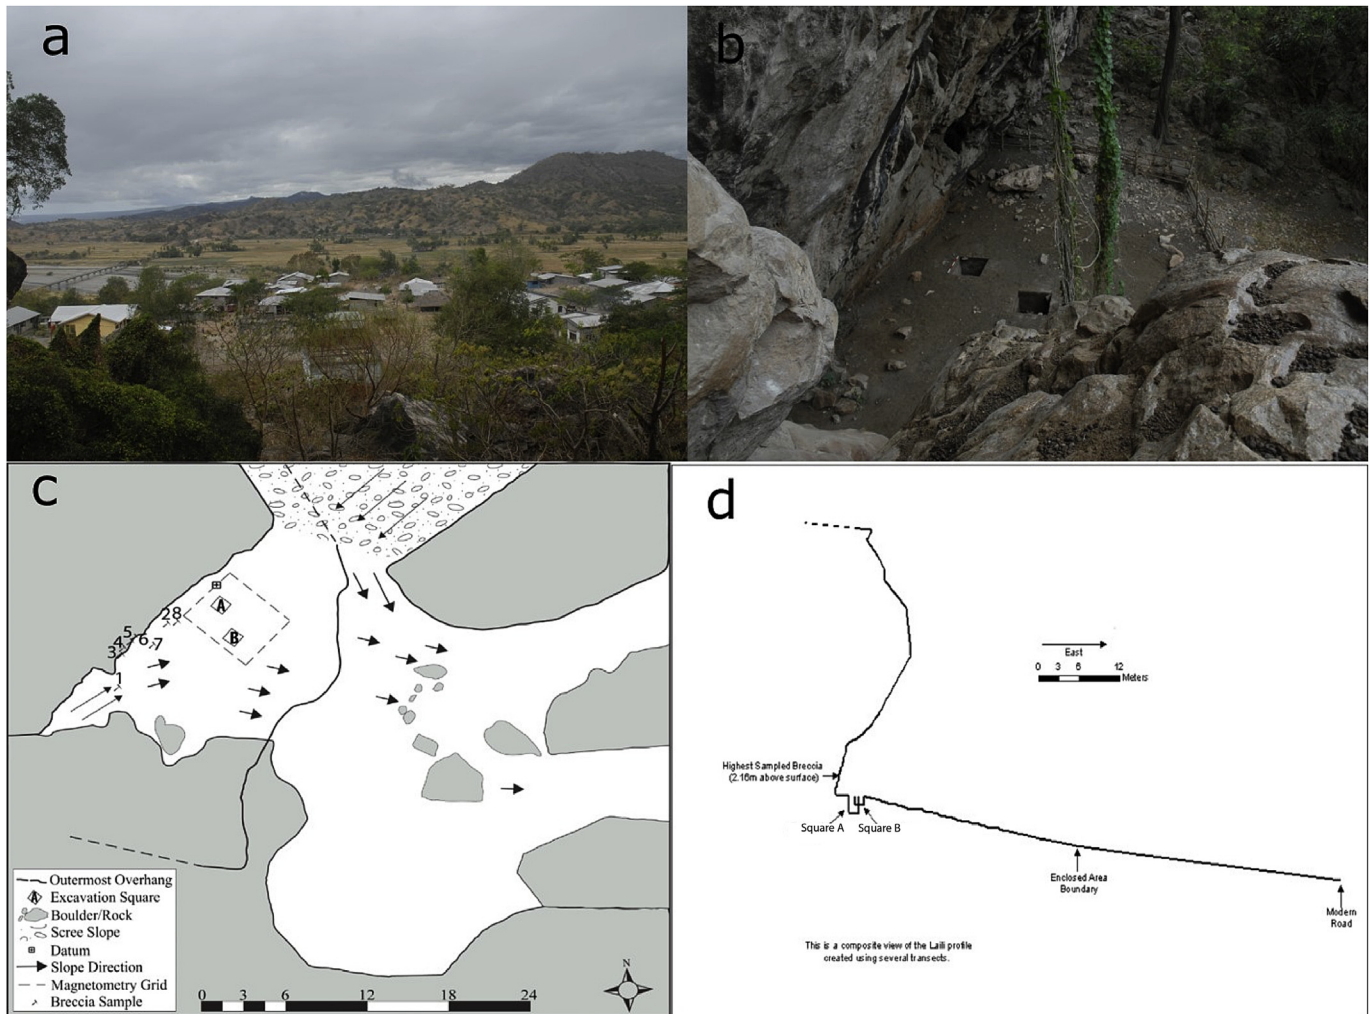 a
b
c
A
B
28
5
4
6
7
3
1
Outermost Overhang
A
Excavation Square
Boulder/Rock
Scree Slope
Datum
Slope Direction
Magnetometry Grid
Breccia Sample
0 3 6 12 18 24
N
d
East
0 3 6 12
Meters
Highest Sampled Breccia
(2.16m above surface)
Square A
Square B
Enclosed Area
Boundary
Modern
Road
This is a composite view of the Laili profile
created using several transects.